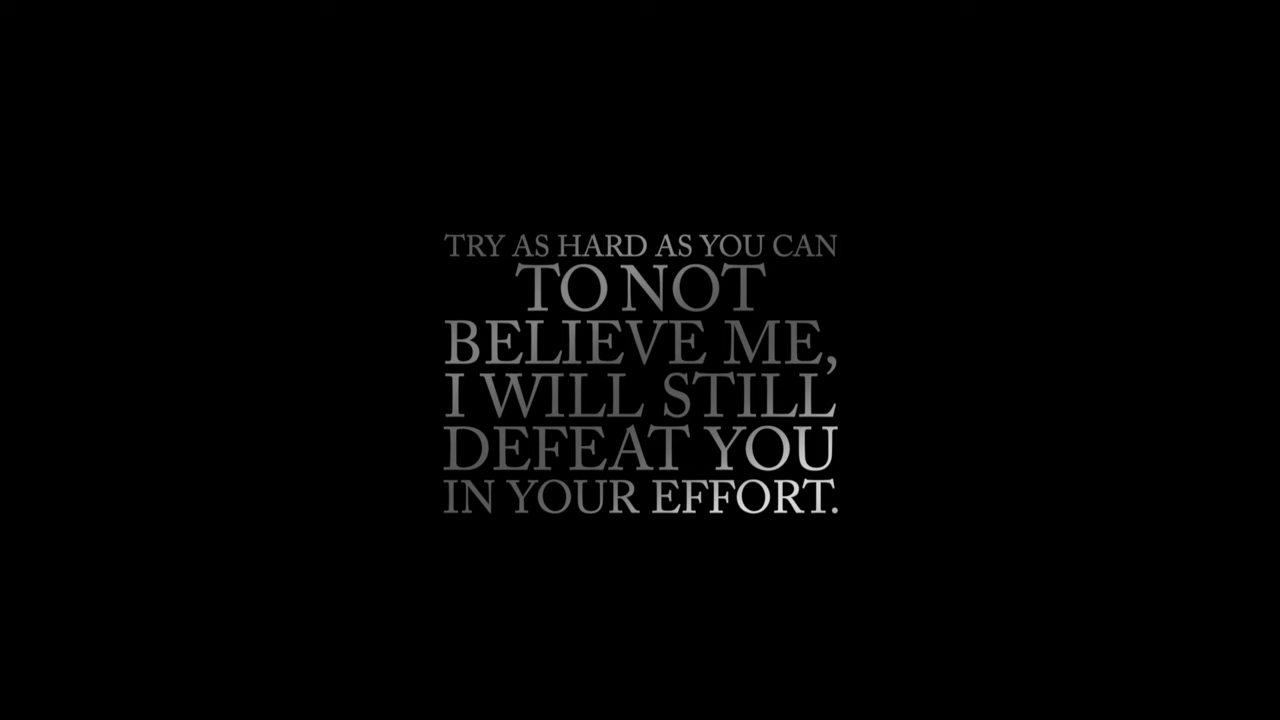 TRY AS HARD AS YOU CAN
TO NOT
BELIEVE ME,
I WILL STILL
DEFEAT YOU
IN YOUR EFFORT.